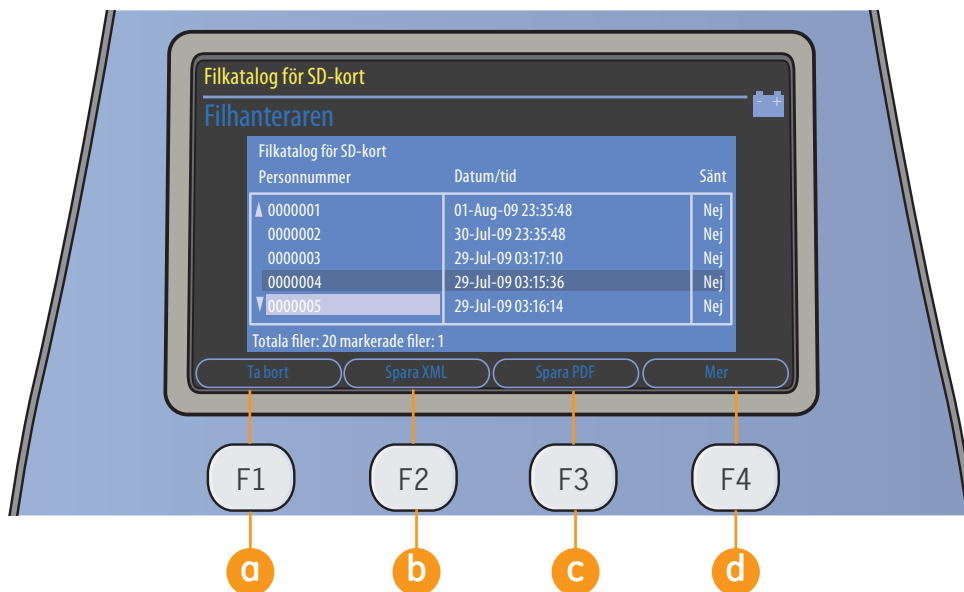 Filkatalog för SD-kort
Filhanteraren
Filkatalog för SD-kort
Personnummer Datum/tid Sänt
0000001 01-Aug-09 23:35:48 Nej
0000002 30-Jul-09 23:35:48 Nej
0000003 29-Jul-09 03:17:10 Nej
0000004 29-Jul-09 03:15:36 Nej
0000005 29-Jul-09 03:16:14 Nej
Totala filer: 20 markerade filer: 1
Ta bort Spara XML Spara PDF Mer
F1 F2 F3 F4
a b c d